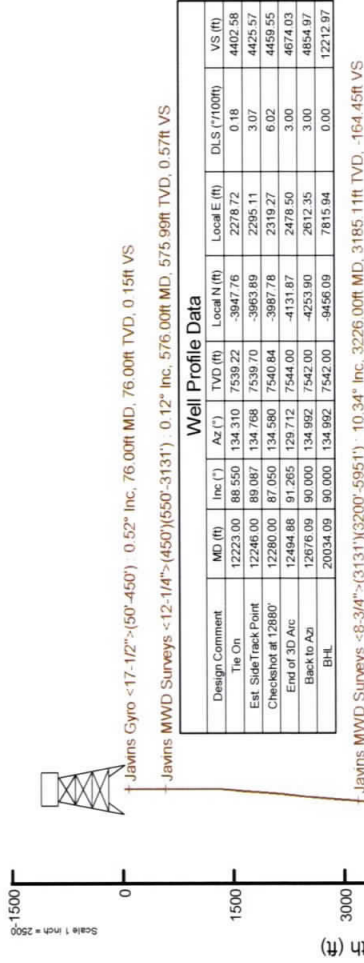 Scale 1 inch = 2500
-1500
0
1500
3000
th (ft)
Javins Gyro <17-1/2">(50'-450') : 0.52° Inc, 76.00ft MD, 76.00ft TVD, 0.15ft VS
Javins MWD Surveys <12-1/4">(450')(550'-3131') : 0.12° Inc, 576.00ft MD, 575.99ft TVD, 0.57ft VS
Well Profile Data
Design Comment MD (ft) Inc (°) Az (°) TVD (ft) Local N (ft) Local E (ft) DLS (°/100ft) VS (ft)
Tie On 12223.00 88.550 134.310 7539.22 -3947.76 2278.72 0.18 4402.58
Est. SideTrack Point 12246.00 89.087 134.768 7539.70 -3963.89 2295.11 3.07 4425.57
Checkshot at 12880' 12280.00 87.050 134.580 7540.84 -3987.78 2319.27 6.02 4459.55
End of 3D Arc 12494.88 91.265 129.712 7544.00 -4131.87 2478.50 3.00 4674.03
Back to Azi 12676.09 90.000 134.992 7542.00 -4253.90 2612.35 3.00 4854.97
BHL 20034.09 90.000 134.992 7542.00 -9456.09 7815.94 0.00 12212.97
Javins MWD Surveys <8-3/4">(3131')(3200'-5951') : 10.34° Inc, 3226.00ft MD, 3185.11ft TVD, -164.45ft VS